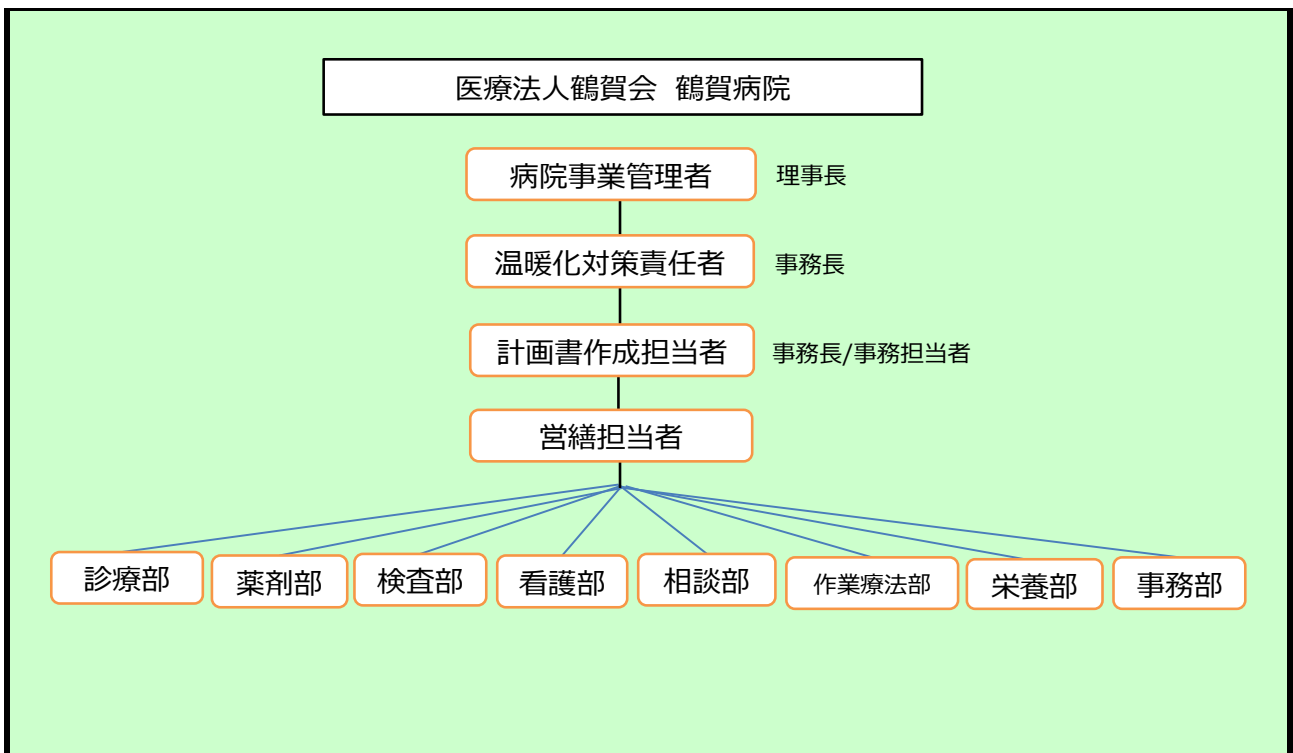 医療法人鶴賀会 鶴賀病院
病院事業管理者 理事長
温暖化対策責任者 事務長
計画書作成担当者 事務長/事務担当者
営繕担当者
診療部 薬剤部 検査部 看護部 相談部 作業療法部 栄養部 事務部